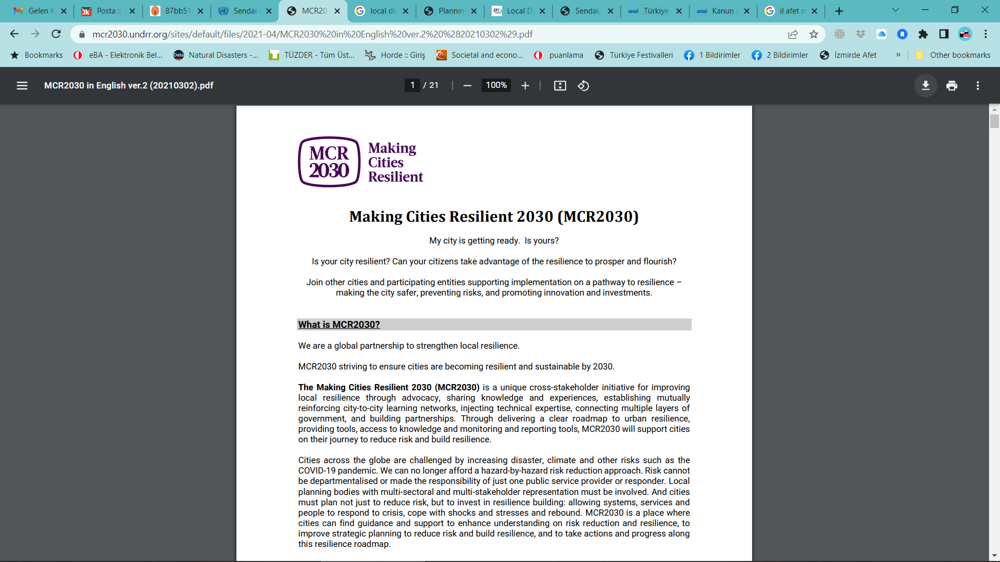 Gelen K
Posta ::
87bb51
Sendai
MCR20
local dis
Plannin
Local D
Sendai_
Türkiye
Kanun
il afet m
mcr2030.undrr.org/sites/default/files/2021-04/MCR2030%20in%20English%20ver.2%20%2820210302%29.pdf
Bookmarks
eBA - Elektronik Bel...
Data Natural Disasters -...
TÜZDER - Tüm Üst...
Horde :: Giriş
Societal and econo...
puanlama
Türkiye Festivalleri
1 Bildirimler
2 Bildirimler
İzmirde Afet
»
Other bookmarks
MCR2030 in English ver.2 (20210302).pdf
1 / 21
100%
MCR
2030
Making
Cities
Resilient
Making Cities Resilient 2030 (MCR2030)
My city is getting ready. Is yours?
Is your city resilient? Can your citizens take advantage of the resilience to prosper and flourish?
Join other cities and participating entities supporting implementation on a pathway to resilience –
making the city safer, preventing risks, and promoting innovation and investments.
What is MCR2030?
We are a global partnership to strengthen local resilience.
MCR2030 striving to ensure cities are becoming resilient and sustainable by 2030.
The Making Cities Resilient 2030 (MCR2030) is a unique cross-stakeholder initiative for improving
local resilience through advocacy, sharing knowledge and experiences, establishing mutually
reinforcing city-to-city learning networks, injecting technical expertise, connecting multiple layers of
government, and building partnerships. Through delivering a clear roadmap to urban resilience,
providing tools, access to knowledge and monitoring and reporting tools, MCR2030 will support cities
on their journey to reduce risk and build resilience.
Cities across the globe are challenged by increasing disaster, climate and other risks such as the
COVID-19 pandemic. We can no longer afford a hazard-by-hazard risk reduction approach. Risk cannot
be departmentalised or made the responsibility of just one public service provider or responder. Local
planning bodies with multi-sectoral and multi-stakeholder representation must be involved. And cities
must plan not just to reduce risk, but to invest in resilience building: allowing systems, services and
people to respond to crisis, cope with shocks and stresses and rebound. MCR2030 is a place where
cities can find guidance and support to enhance understanding on risk reduction and resilience, to
improve strategic planning to reduce risk and build resilience, and to take actions and progress along
this resilience roadmap.